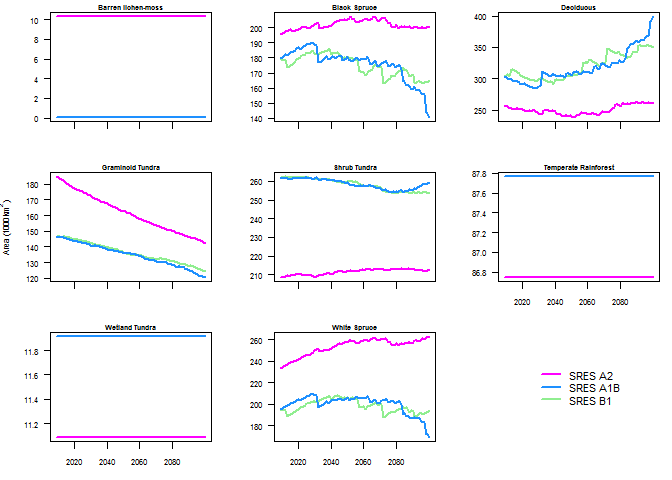 Barren lichen-moss
Black Spruce
Deciduous
10
8
6
4
2
0
200
190
180
170
160
150
140
400
350
300
250
2020 2040 2060 2080
Graminoid Tundra
Shrub Tundra
Temperate Rainforest
Area (1000 km²)
180
170
160
150
140
130
120
260
250
240
230
220
210
87.8
87.6
87.4
87.2
87.0
86.8
2020 2040 2060 2080
Wetland Tundra
White Spruce
11.8
11.6
11.4
11.2
260
240
220
200
180
SRES A2
SRES A1B
SRES B1
2020 2040 2060 2080
2020 2040 2060 2080